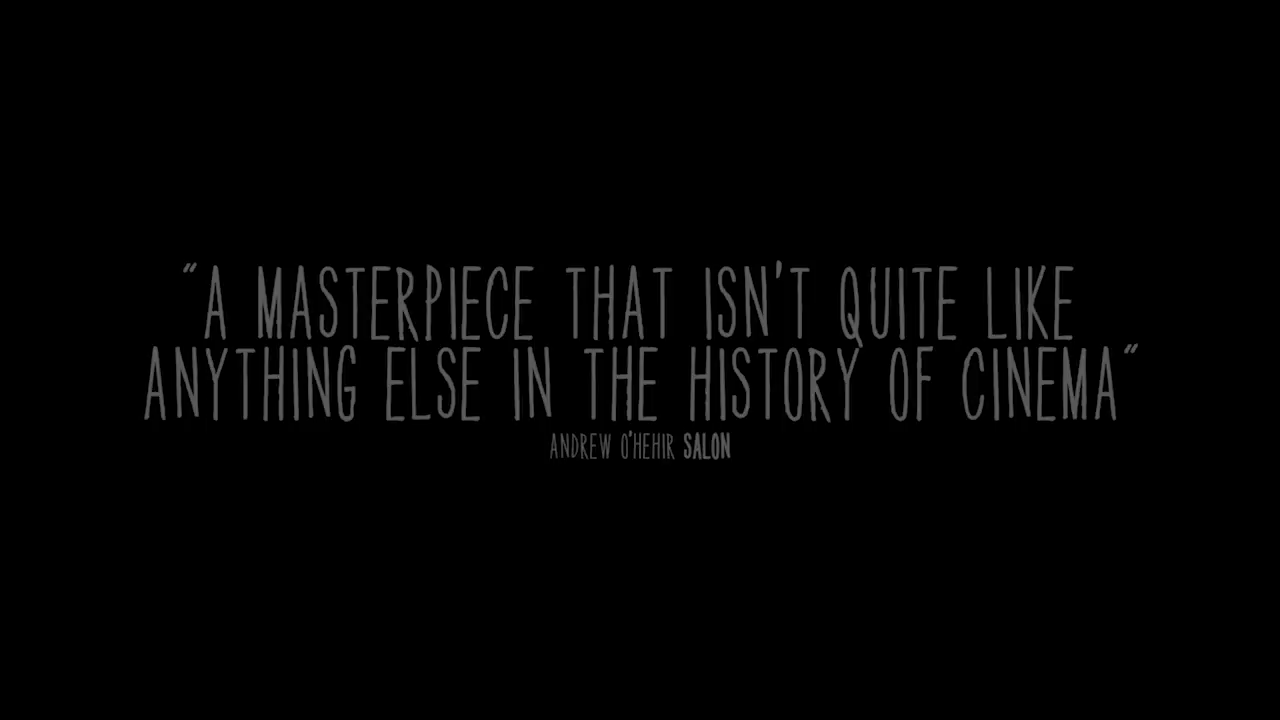 "A MASTERPIECE THAT ISN'T QUITE LIKE
ANYTHING ELSE IN THE HISTORY OF CINEMA"
ANDREW O'HEHIR SALON